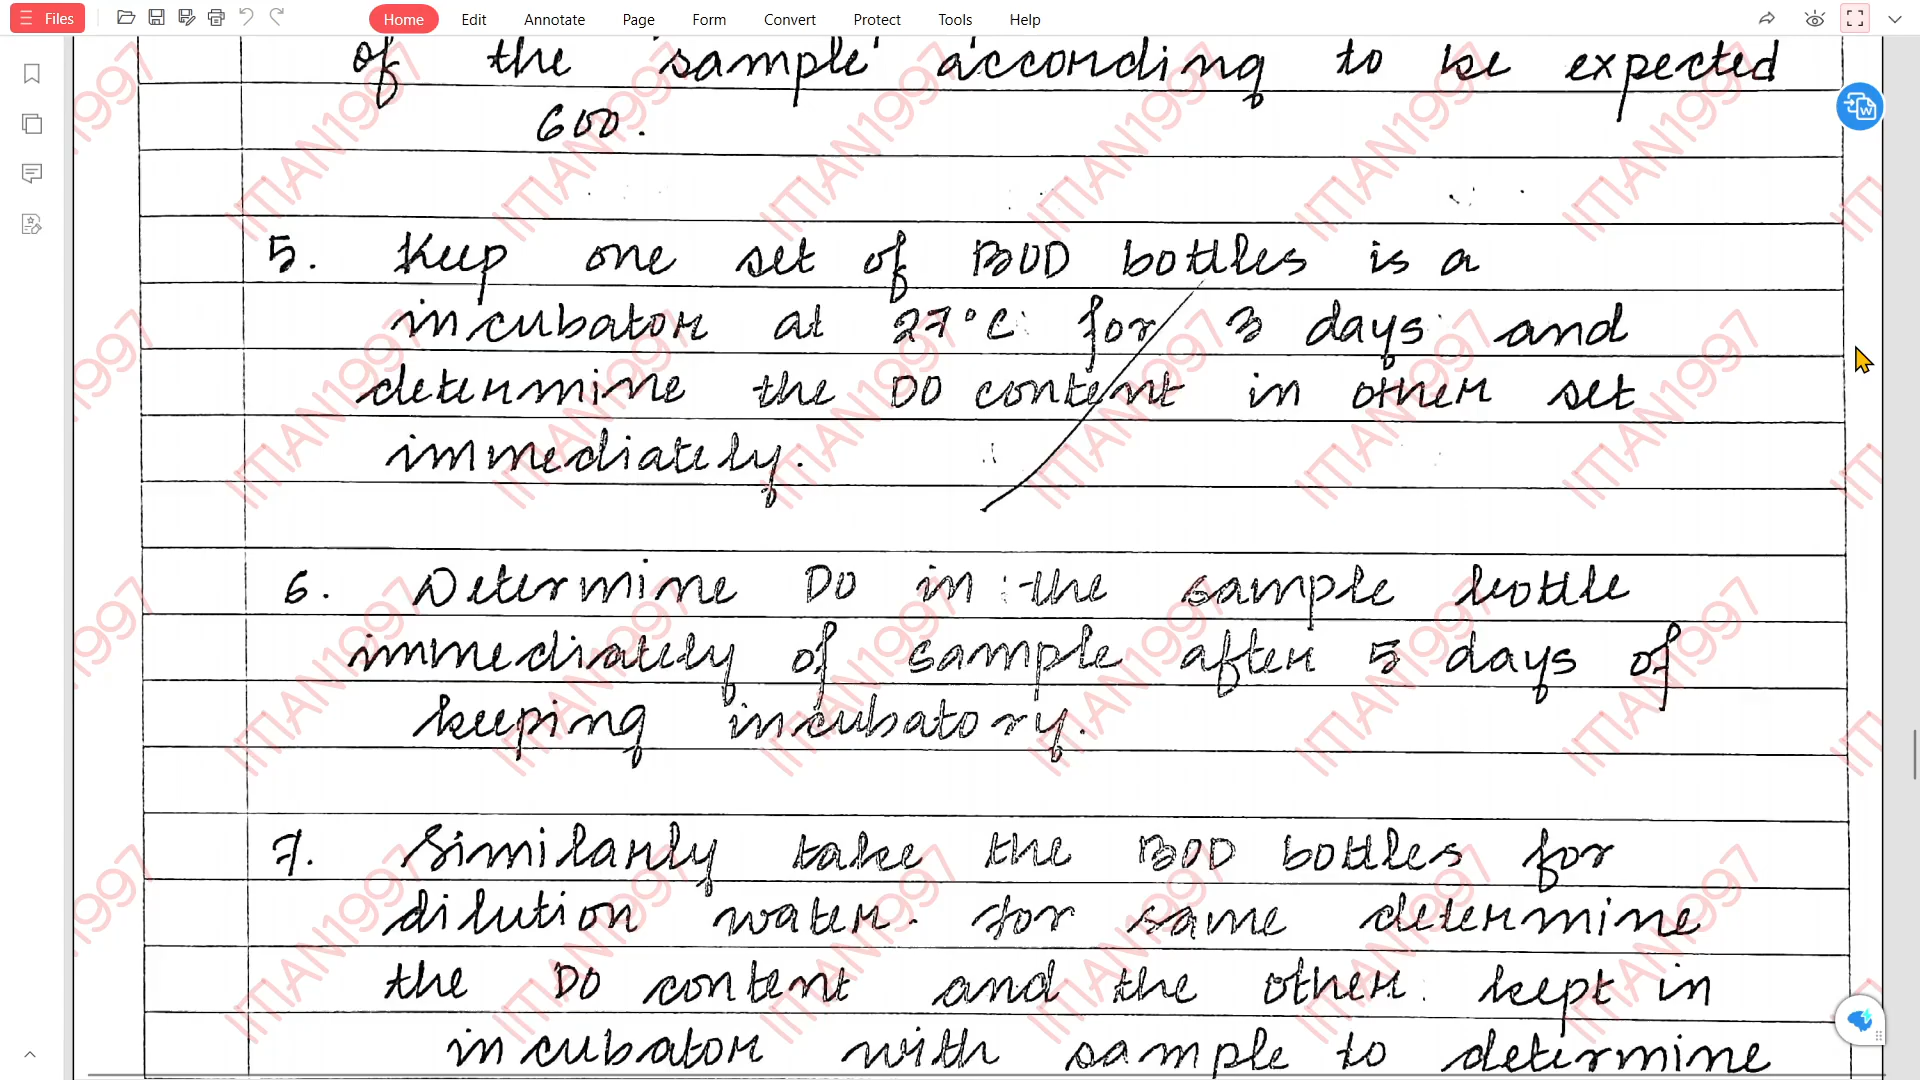 Files
Home Edit Annotate Page Form Convert Protect Tools Help
of the sample according to be expected
600.
5. Keep one set of BOD bottles is a
incubator at 27°C for 3 days and
determine the DO content in other set
immediately.
6. Determine DO in the sample bottle
immediately of sample after 5 days of
keeping incubatory.
7. Similarly take the BOD bottles for
dilution water. for same determine
the DO content and the other kept in
incubator with sample to determine
IITIAN1997